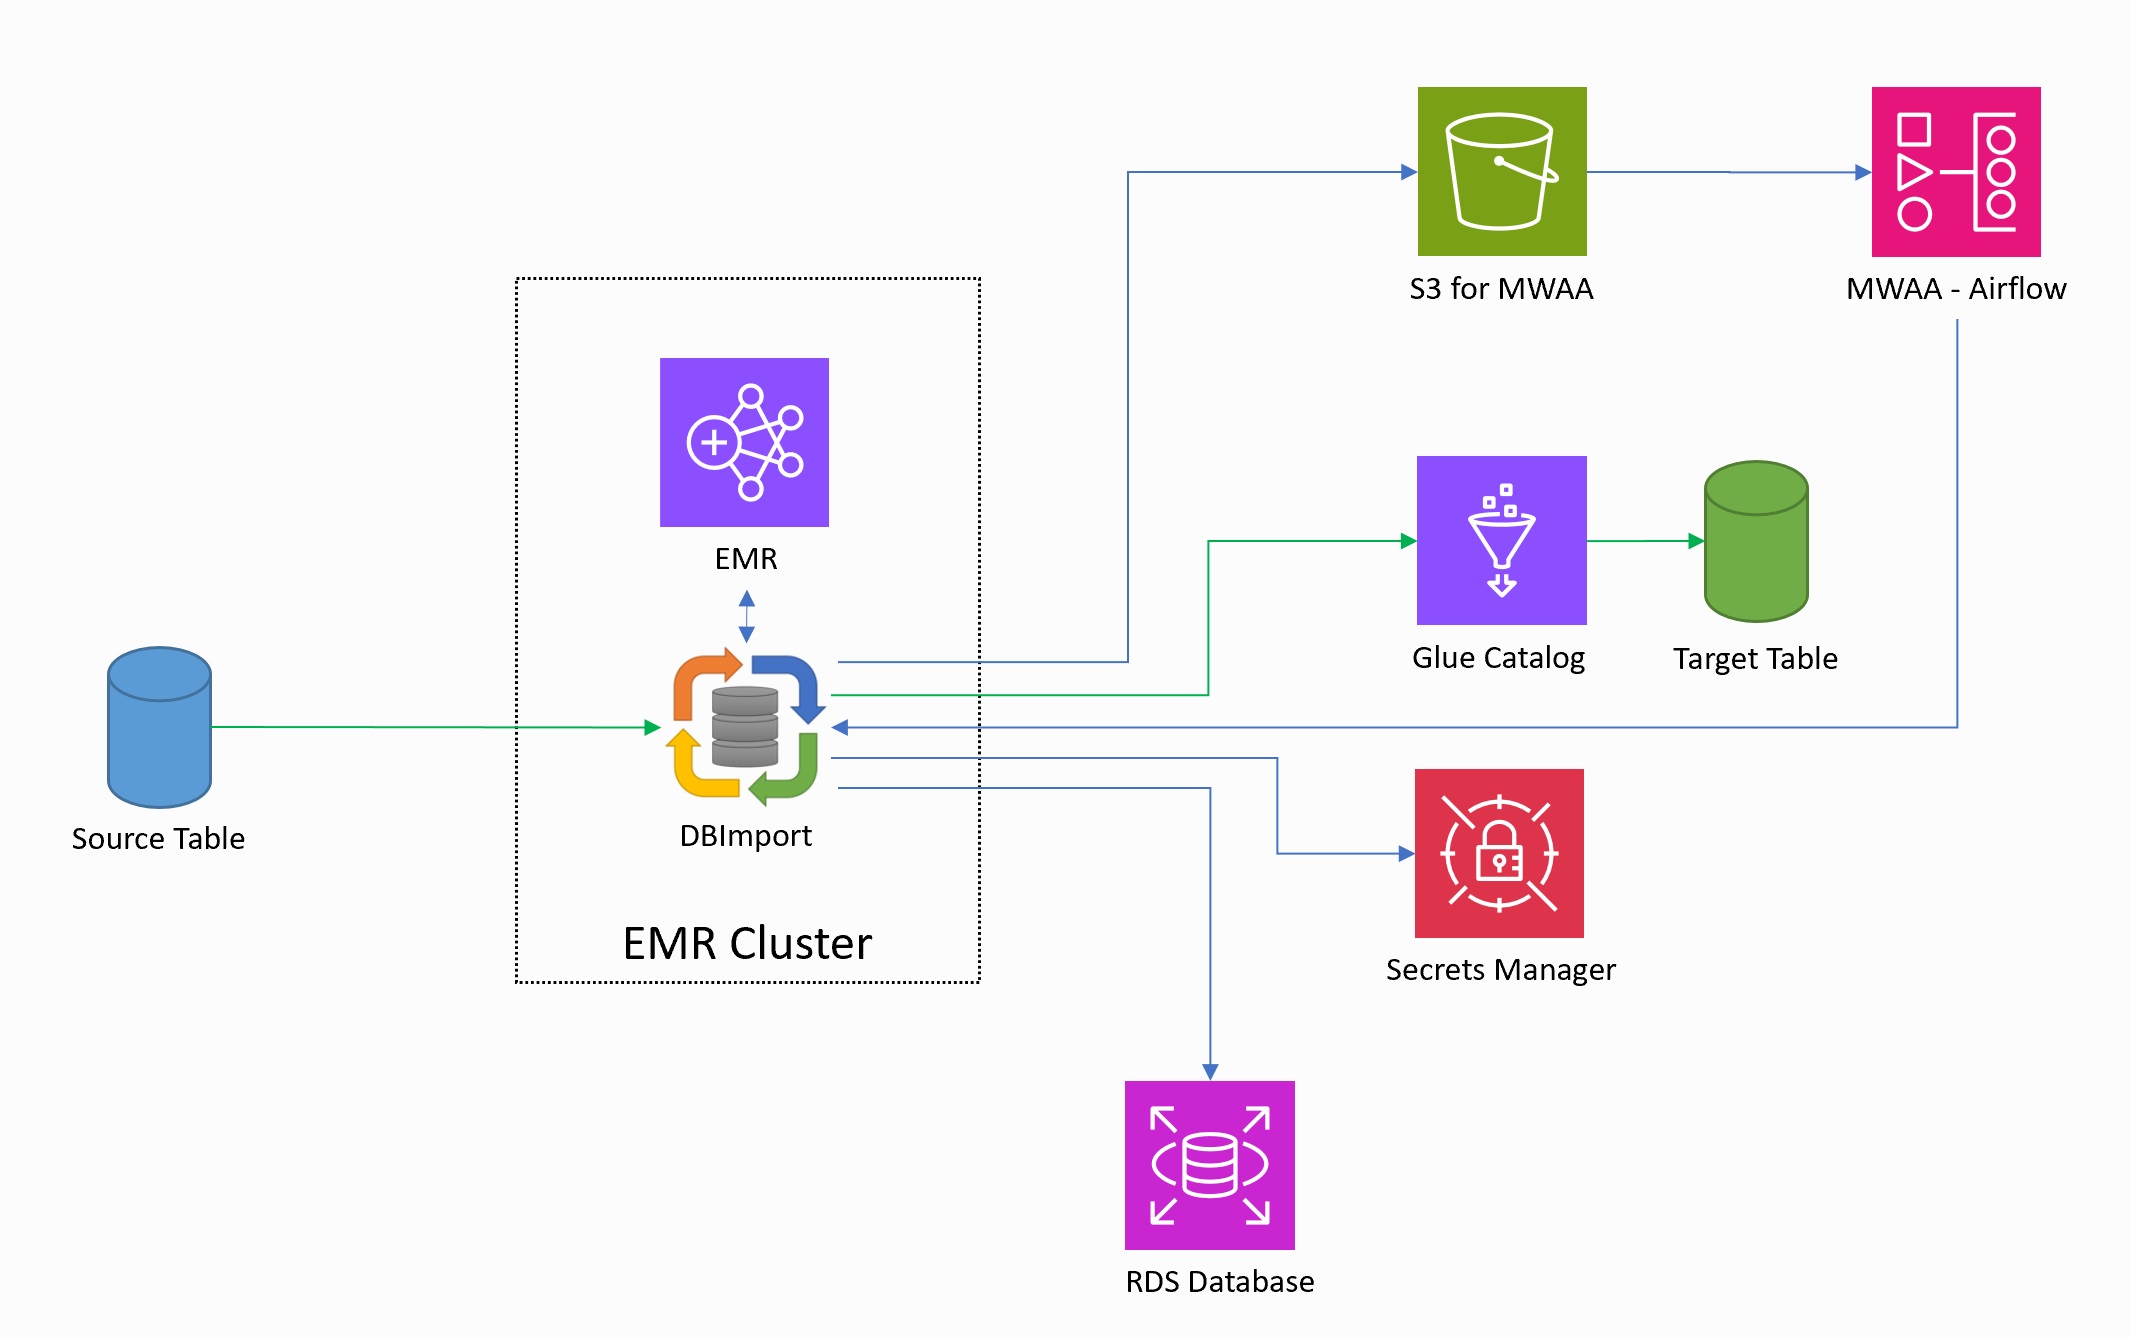 S3 for MWAA
MWAA - Airflow
EMR
Glue Catalog
Target Table
Source Table
DBImport
EMR Cluster
Secrets Manager
RDS Database